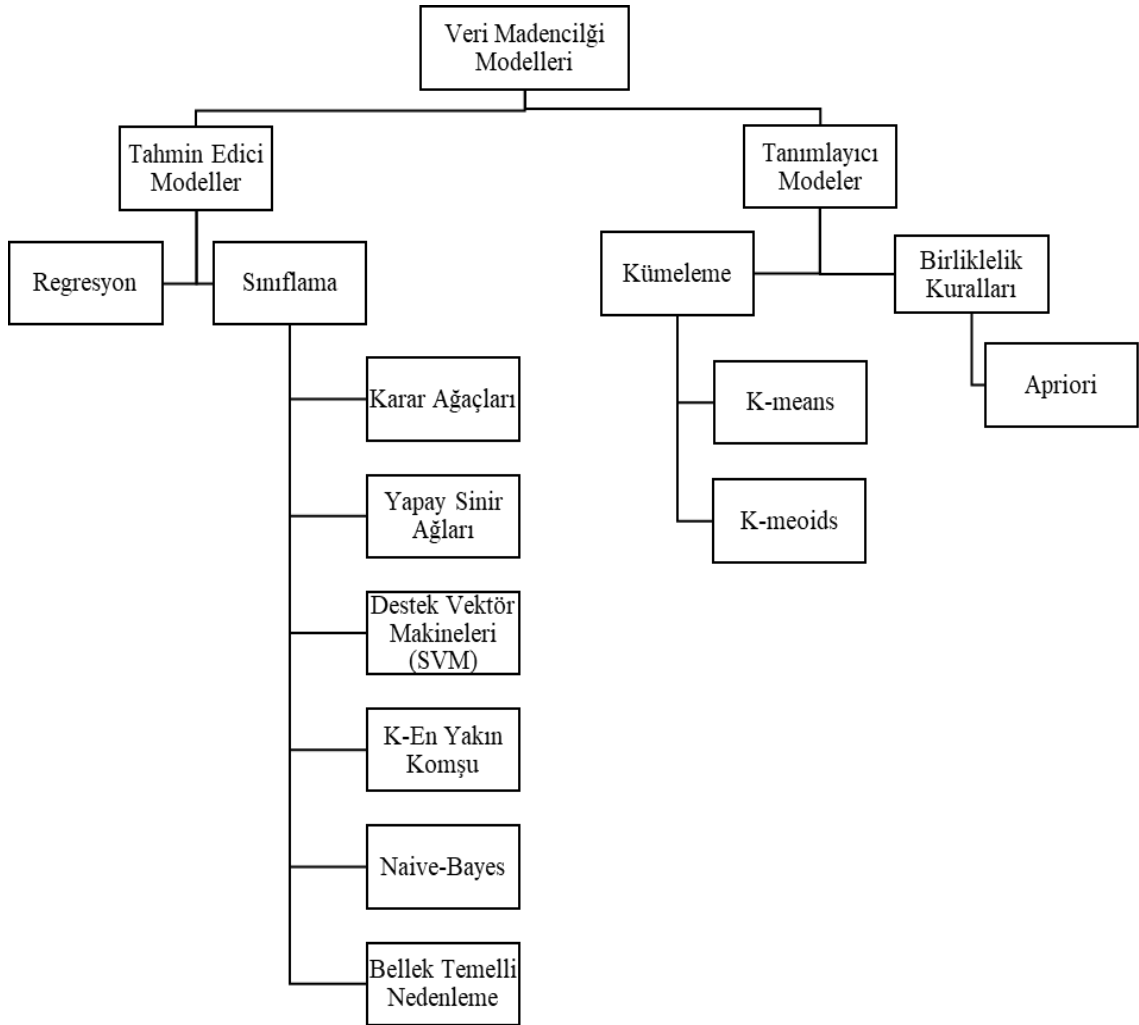 Veri Madencilği
Modelleri
Tahmin Edici
Modeller
Tanımlayıcı
Modeler
Regresyon
Sınıflama
Kümeleme
Birliklelik
Kuralları
Karar Ağaçları
Yapay Sinir
Ağları
Destek Vektör
Makineleri
(SVM)
K-En Yakın
Komşu
Naive-Bayes
Bellek Temelli
Nedenleme
K-means
K-meoids
Apriori